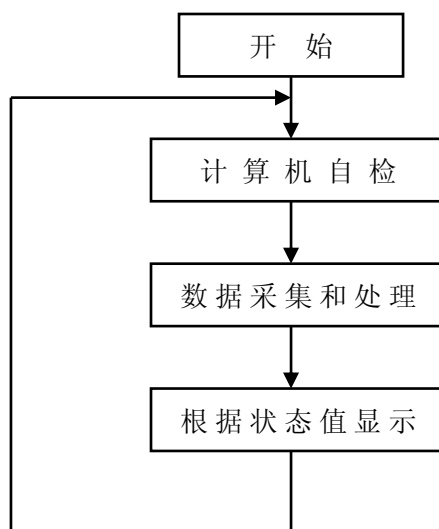 开始
计算机自检
数据采集和处理
根据状态值显示